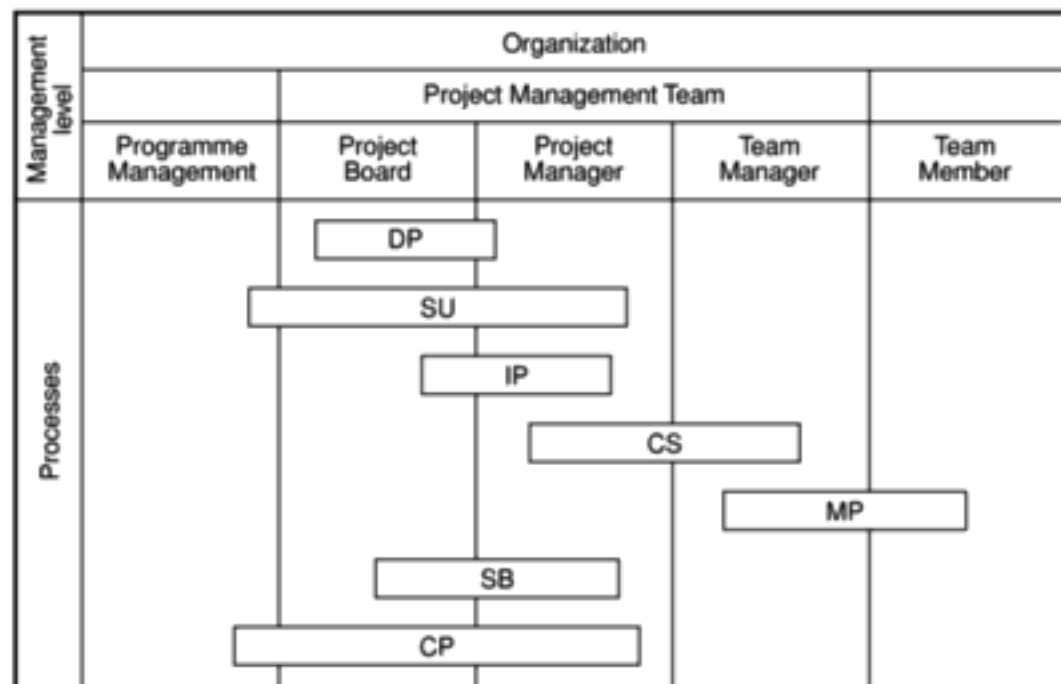 Management
level
Organization
Project Management Team
Programme
Management
Project
Board
Project
Manager
Team
Manager
Team
Member
Processes
DP
SU
IP
CS
MP
SB
CP